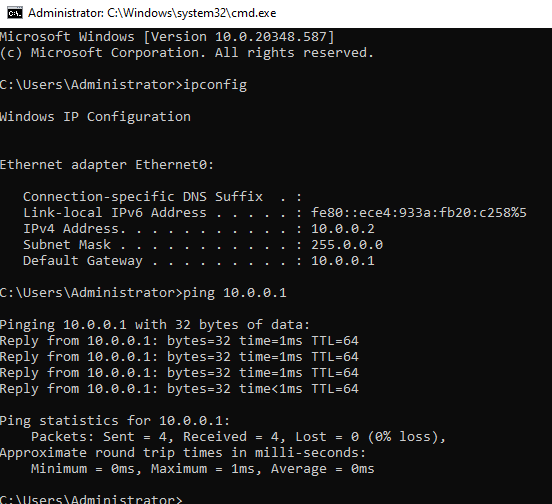 Administrator: C:\Windows\system32\cmd.exe
Microsoft Windows [Version 10.0.20348.587]
(c) Microsoft Corporation. All rights reserved.
C:\Users\Administrator>ipconfig
Windows IP Configuration
Ethernet adapter Ethernet0:
Connection-specific DNS Suffix  . :
Link-local IPv6 Address . . . . . : fe80::ece4:933a:fb20:c258%5
IPv4 Address. . . . . . . . . . . : 10.0.0.2
Subnet Mask . . . . . . . . . . . : 255.0.0.0
Default Gateway . . . . . . . . . : 10.0.0.1
C:\Users\Administrator>ping 10.0.0.1
Pinging 10.0.0.1 with 32 bytes of data:
Reply from 10.0.0.1: bytes=32 time=1ms TTL=64
Reply from 10.0.0.1: bytes=32 time=1ms TTL=64
Reply from 10.0.0.1: bytes=32 time=1ms TTL=64
Reply from 10.0.0.1: bytes=32 time<1ms TTL=64
Ping statistics for 10.0.0.1:
Packets: Sent = 4, Received = 4, Lost = 0 (0% loss),
Approximate round trip times in milli-seconds:
Minimum = 0ms, Maximum = 1ms, Average = 0ms
C:\Users\Administrator>